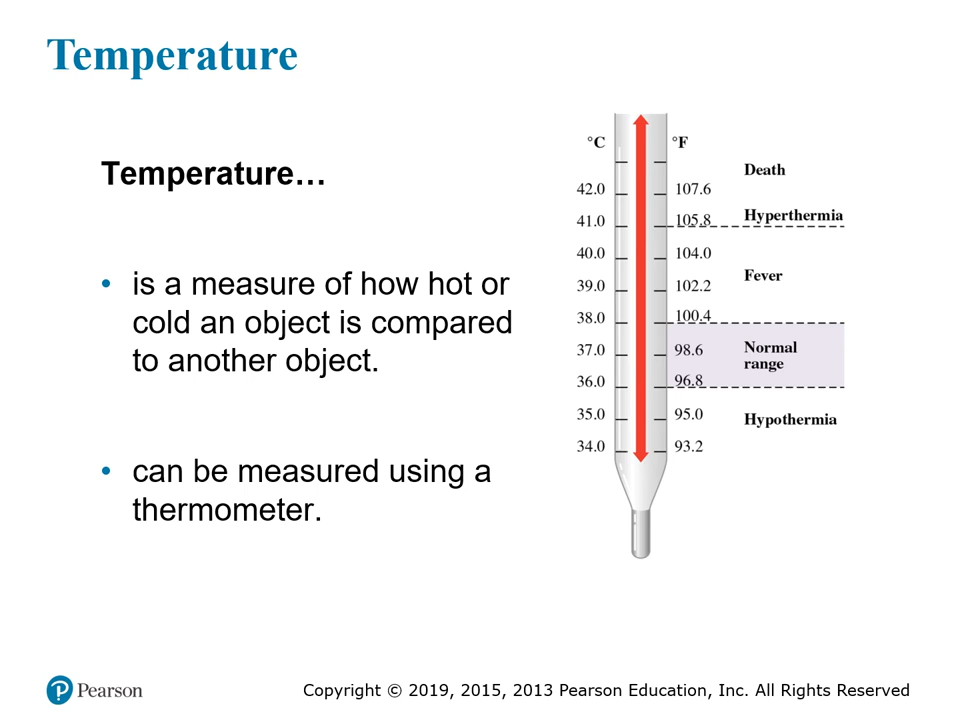 Temperature
Temperature…
• is a measure of how hot or
cold an object is compared
to another object.
• can be measured using a
thermometer.
°C °F
Death
42.0 107.6
41.0 105.8 Hyperthermia
40.0 104.0
Fever
39.0 102.2
38.0 100.4
37.0 98.6 Normal
range
36.0 96.8
35.0 95.0 Hypothermia
34.0 93.2
P Pearson
Copyright © 2019, 2015, 2013 Pearson Education, Inc. All Rights Reserved